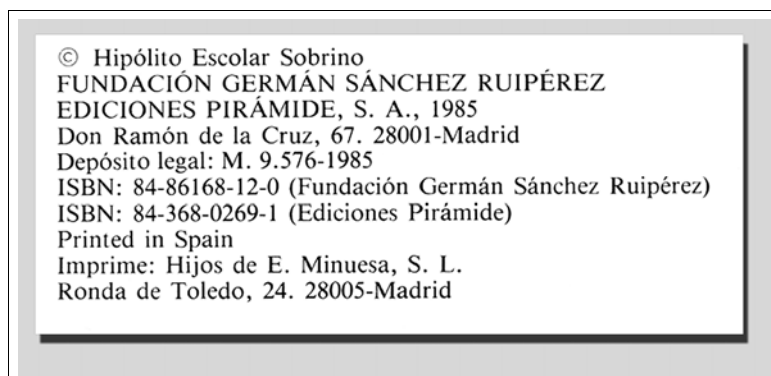 © Hipólito Escolar Sobrino
FUNDACIÓN GERMÁN SÁNCHEZ RUIPÉREZ
EDICIONES PIRÁMIDE, S. A., 1985
Don Ramón de la Cruz, 67. 28001-Madrid
Depósito legal: M. 9.576-1985
ISBN: 84-86168-12-0 (Fundación Germán Sánchez Ruipérez)
ISBN: 84-368-0269-1 (Ediciones Pirámide)
Printed in Spain
Imprime: Hijos de E. Minuesa, S. L.
Ronda de Toledo, 24. 28005-Madrid